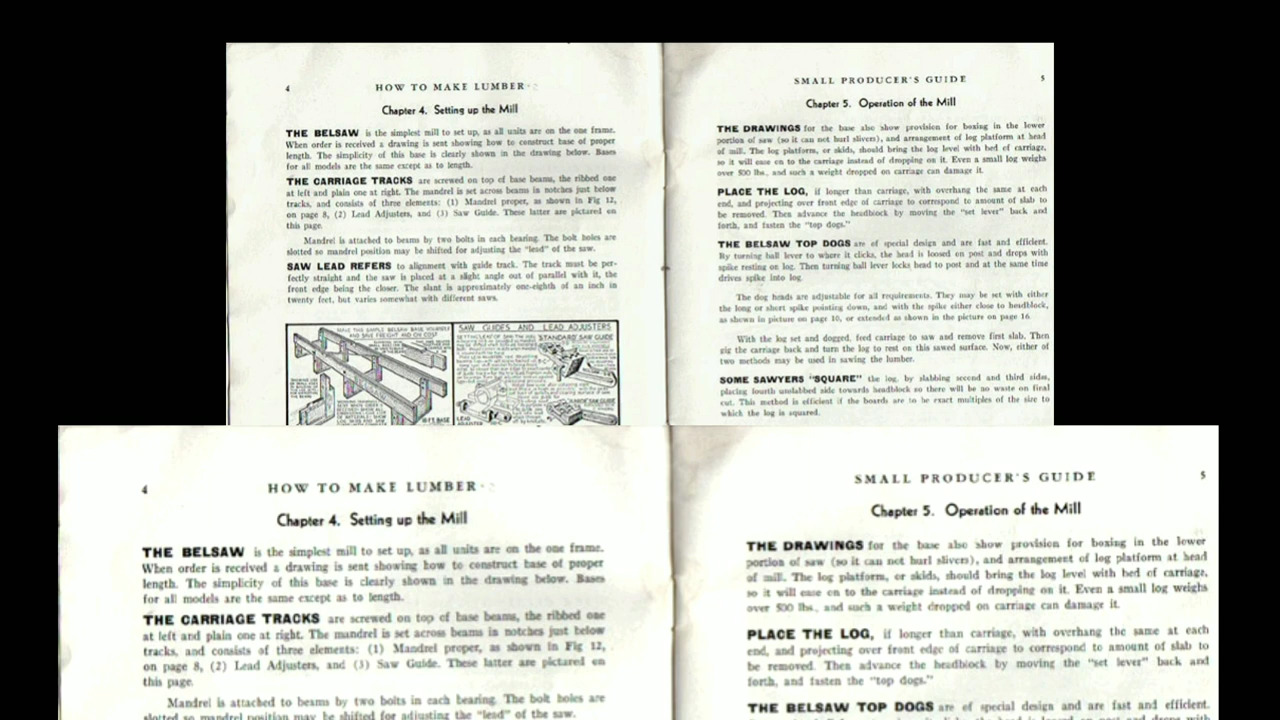 4 HOW TO MAKE LUMBER
Chapter 4. Setting up the Mill
THE BELSAW is the simplest mill to set up, as all units are on the one frame.
When order is received a drawing is sent showing how to construct base of proper
length. The simplicity of this base is clearly shown in the drawing below. Bases
for all models are the same except as to length.
THE CARRIAGE TRACKS are screwed on top of base beams, the ribbed one
at left and plain one at right. The mandrel is set across beams in notches just below
tracks, and consists of three elements: (1) Mandrel proper, as shown in Fig 12,
on page 8, (2) Lead Adjusters, and (3) Saw Guide. These latter are pictured on
this page.
Mandrel is attached to beams by two bolts in each bearing. The bolt holes are
slotted so mandrel position may be shifted for adjusting the "lead" of the saw.
SAW LEAD REFERS to alignment with guide track. The track must be per-
fectly straight and the saw is placed at a slight angle out of parallel with it, the
front edge being the closer. The slant is approximately one-eighth of an inch in
twenty feet, but varies somewhat with different saws.
MAKE THIS SIMPLE BELSAW BASE YOURSELF
AND SAVE FREIGHT AND ON COST
SAW GUIDES AND LEAD ADJUSTERS
STANDARD SAW GUIDE
LEAD
ADJUSTER
SMALL PRODUCER'S GUIDE 5
Chapter 5. Operation of the Mill
THE DRAWINGS for the base also show provision for boxing in the lower
portion of saw (so it can not hurl slivers), and arrangement of log platform at head
of mill. The log platform, or skids, should bring the log level with bed of carriage,
so it will ease on to the carriage instead of dropping on it. Even a small log weighs
over 500 lbs., and such a weight dropped on carriage can damage it.
PLACE THE LOG, if longer than carriage, with overhang the same at each
end, and projecting over front edge of carriage to correspond to amount of slab to
be removed. Then advance the headblock by moving the "set lever" back and
forth, and fasten the "top dogs."
THE BELSAW TOP DOGS are of special design and are fast and efficient.
By turning ball lever to where it clicks, the head is loosed on post and drops with
spike resting on log. Then turning ball lever locks head to post and at the same time
drives spike into log.
The dog heads are adjustable for all requirements. They may be set with either
the long or short spike pointing down, and with the spike either close to headblock,
as shown in picture on page 10, or extended as shown in the picture on page 16.
With the log set and dogged, feed carriage to saw and remove first slab. Then
gig the carriage back and turn the log to rest on this sawed surface. Now, either of
two methods may be used in sawing the lumber.
SOME SAWYERS "SQUARE" the log, by slabbing second and third sides,
placing fourth unslabbed side towards headblock so there will be no waste on final
cut. This method is efficient if the boards are to be exact multiples of the size to
which the log is squared.
4 HOW TO MAKE LUMBER
Chapter 4. Setting up the Mill
THE BELSAW is the simplest mill to set up, as all units are on the one frame.
When order is received a drawing is sent showing how to construct base of proper
length. The simplicity of this base is clearly shown in the drawing below. Bases
for all models are the same except as to length.
THE CARRIAGE TRACKS are screwed on top of base beams, the ribbed one
at left and plain one at right. The mandrel is set across beams in notches just below
tracks, and consists of three elements: (1) Mandrel proper, as shown in Fig 12,
on page 8, (2) Lead Adjusters, and (3) Saw Guide. These latter are pictured on
this page.
Mandrel is attached to beams by two bolts in each bearing. The bolt holes are
slotted so mandrel position may be shifted for adjusting the "lead" of the saw.
SMALL PRODUCER'S GUIDE 5
Chapter 5. Operation of the Mill
THE DRAWINGS for the base also show provision for boxing in the lower
portion of saw (so it can not hurl slivers), and arrangement of log platform at head
of mill. The log platform, or skids, should bring the log level with bed of carriage,
so it will ease on to the carriage instead of dropping on it. Even a small log weighs
over 500 lbs., and such a weight dropped on carriage can damage it.
PLACE THE LOG, if longer than carriage, with overhang the same at each
end, and projecting over front edge of carriage to correspond to amount of slab to
be removed. Then advance the headblock by moving the "set lever" back and
forth, and fasten the "top dogs."
THE BELSAW TOP DOGS are of special design and are fast and efficient.